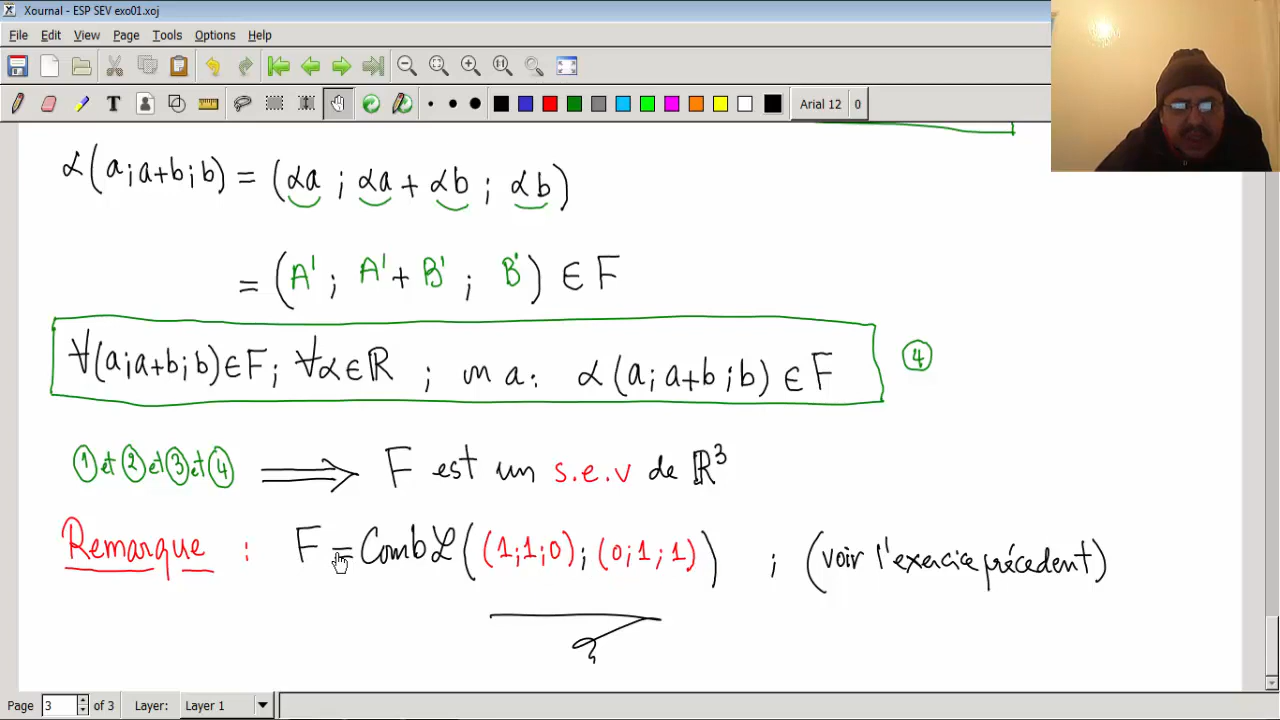 Xournal - ESP SEV exo01.xoj
File Edit View Page Tools Options Help
Arial 12 0
α(a;a+b;b) = (αa ; αa + αb ; αb)
= (A' ; A'+ B' ; B') ∈ F
∀(a;a+b;b)∈F; ∀α∈ℝ ; on a: α(a;a+b;b) ∈ F ④
① et ② et ③ et ④ ⟹ F est un s.e.v de ℝ³
Remarque : F = Combℒ((1;1;0);(0;1;1)) ; (voir l'exercice précédent)
Page 3 of 3 Layer: Layer 1